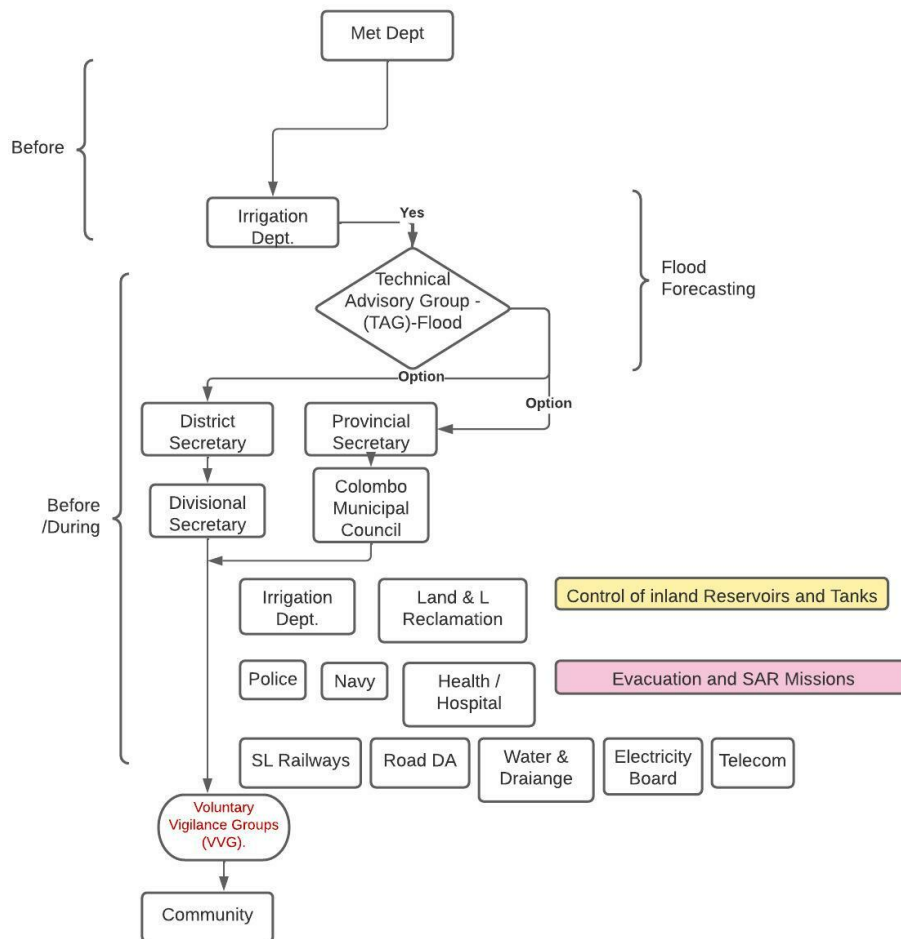 Met Dept
Before
Irrigation
Dept.
Yes
Technical
Advisory Group -
(TAG)-Flood
Flood
Forecasting
Option
Option
District
Secretary
Provincial
Secretary
Before
/During
Divisional
Secretary
Colombo
Municipal
Council
Irrigation
Dept.
Land & L
Reclamation
Control of inland Reservoirs and Tanks
Police
Navy
Health /
Hospital
Evacuation and SAR Missions
SL Railways
Road DA
Water &
Draiange
Electricity
Board
Telecom
Voluntary
Vigilance Groups
(VVG).
Community